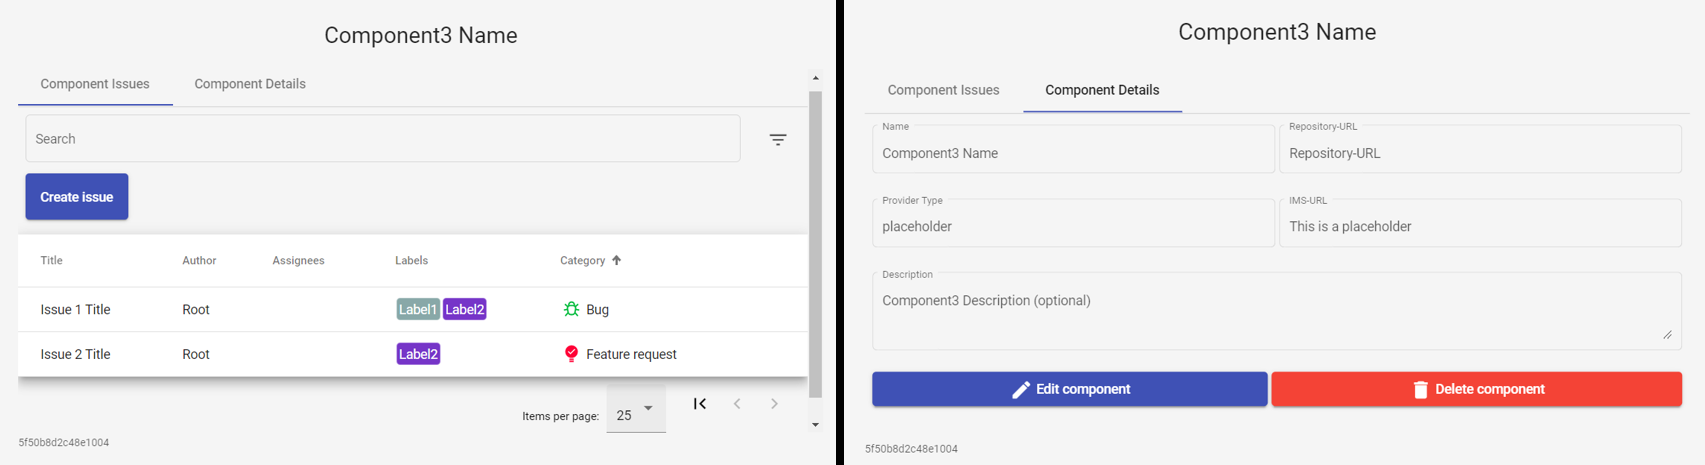 Component3 Name
Component Issues Component Details
Search
Create issue
Title Author Assignees Labels Category
Issue 1 Title Root Label1 Label2 Bug
Issue 2 Title Root Label2 Feature request
Items per page: 25
5f50b8d2c48e1004
Component3 Name
Component Issues Component Details
Name Repository-URL
Component3 Name Repository-URL
Provider Type IMS-URL
placeholder This is a placeholder
Description
Component3 Description (optional)
Edit component Delete component
5f50b8d2c48e1004